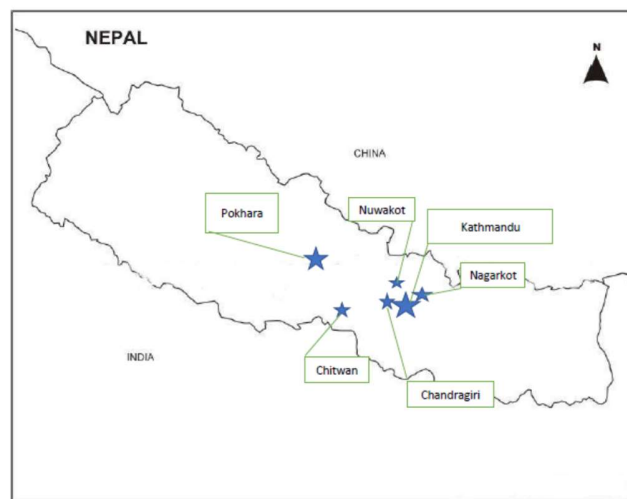 NEPAL
N
CHINA
Nuwakot
Pokhara
Kathmandu
Nagarkot
INDIA
Chitwan
Chandragiri